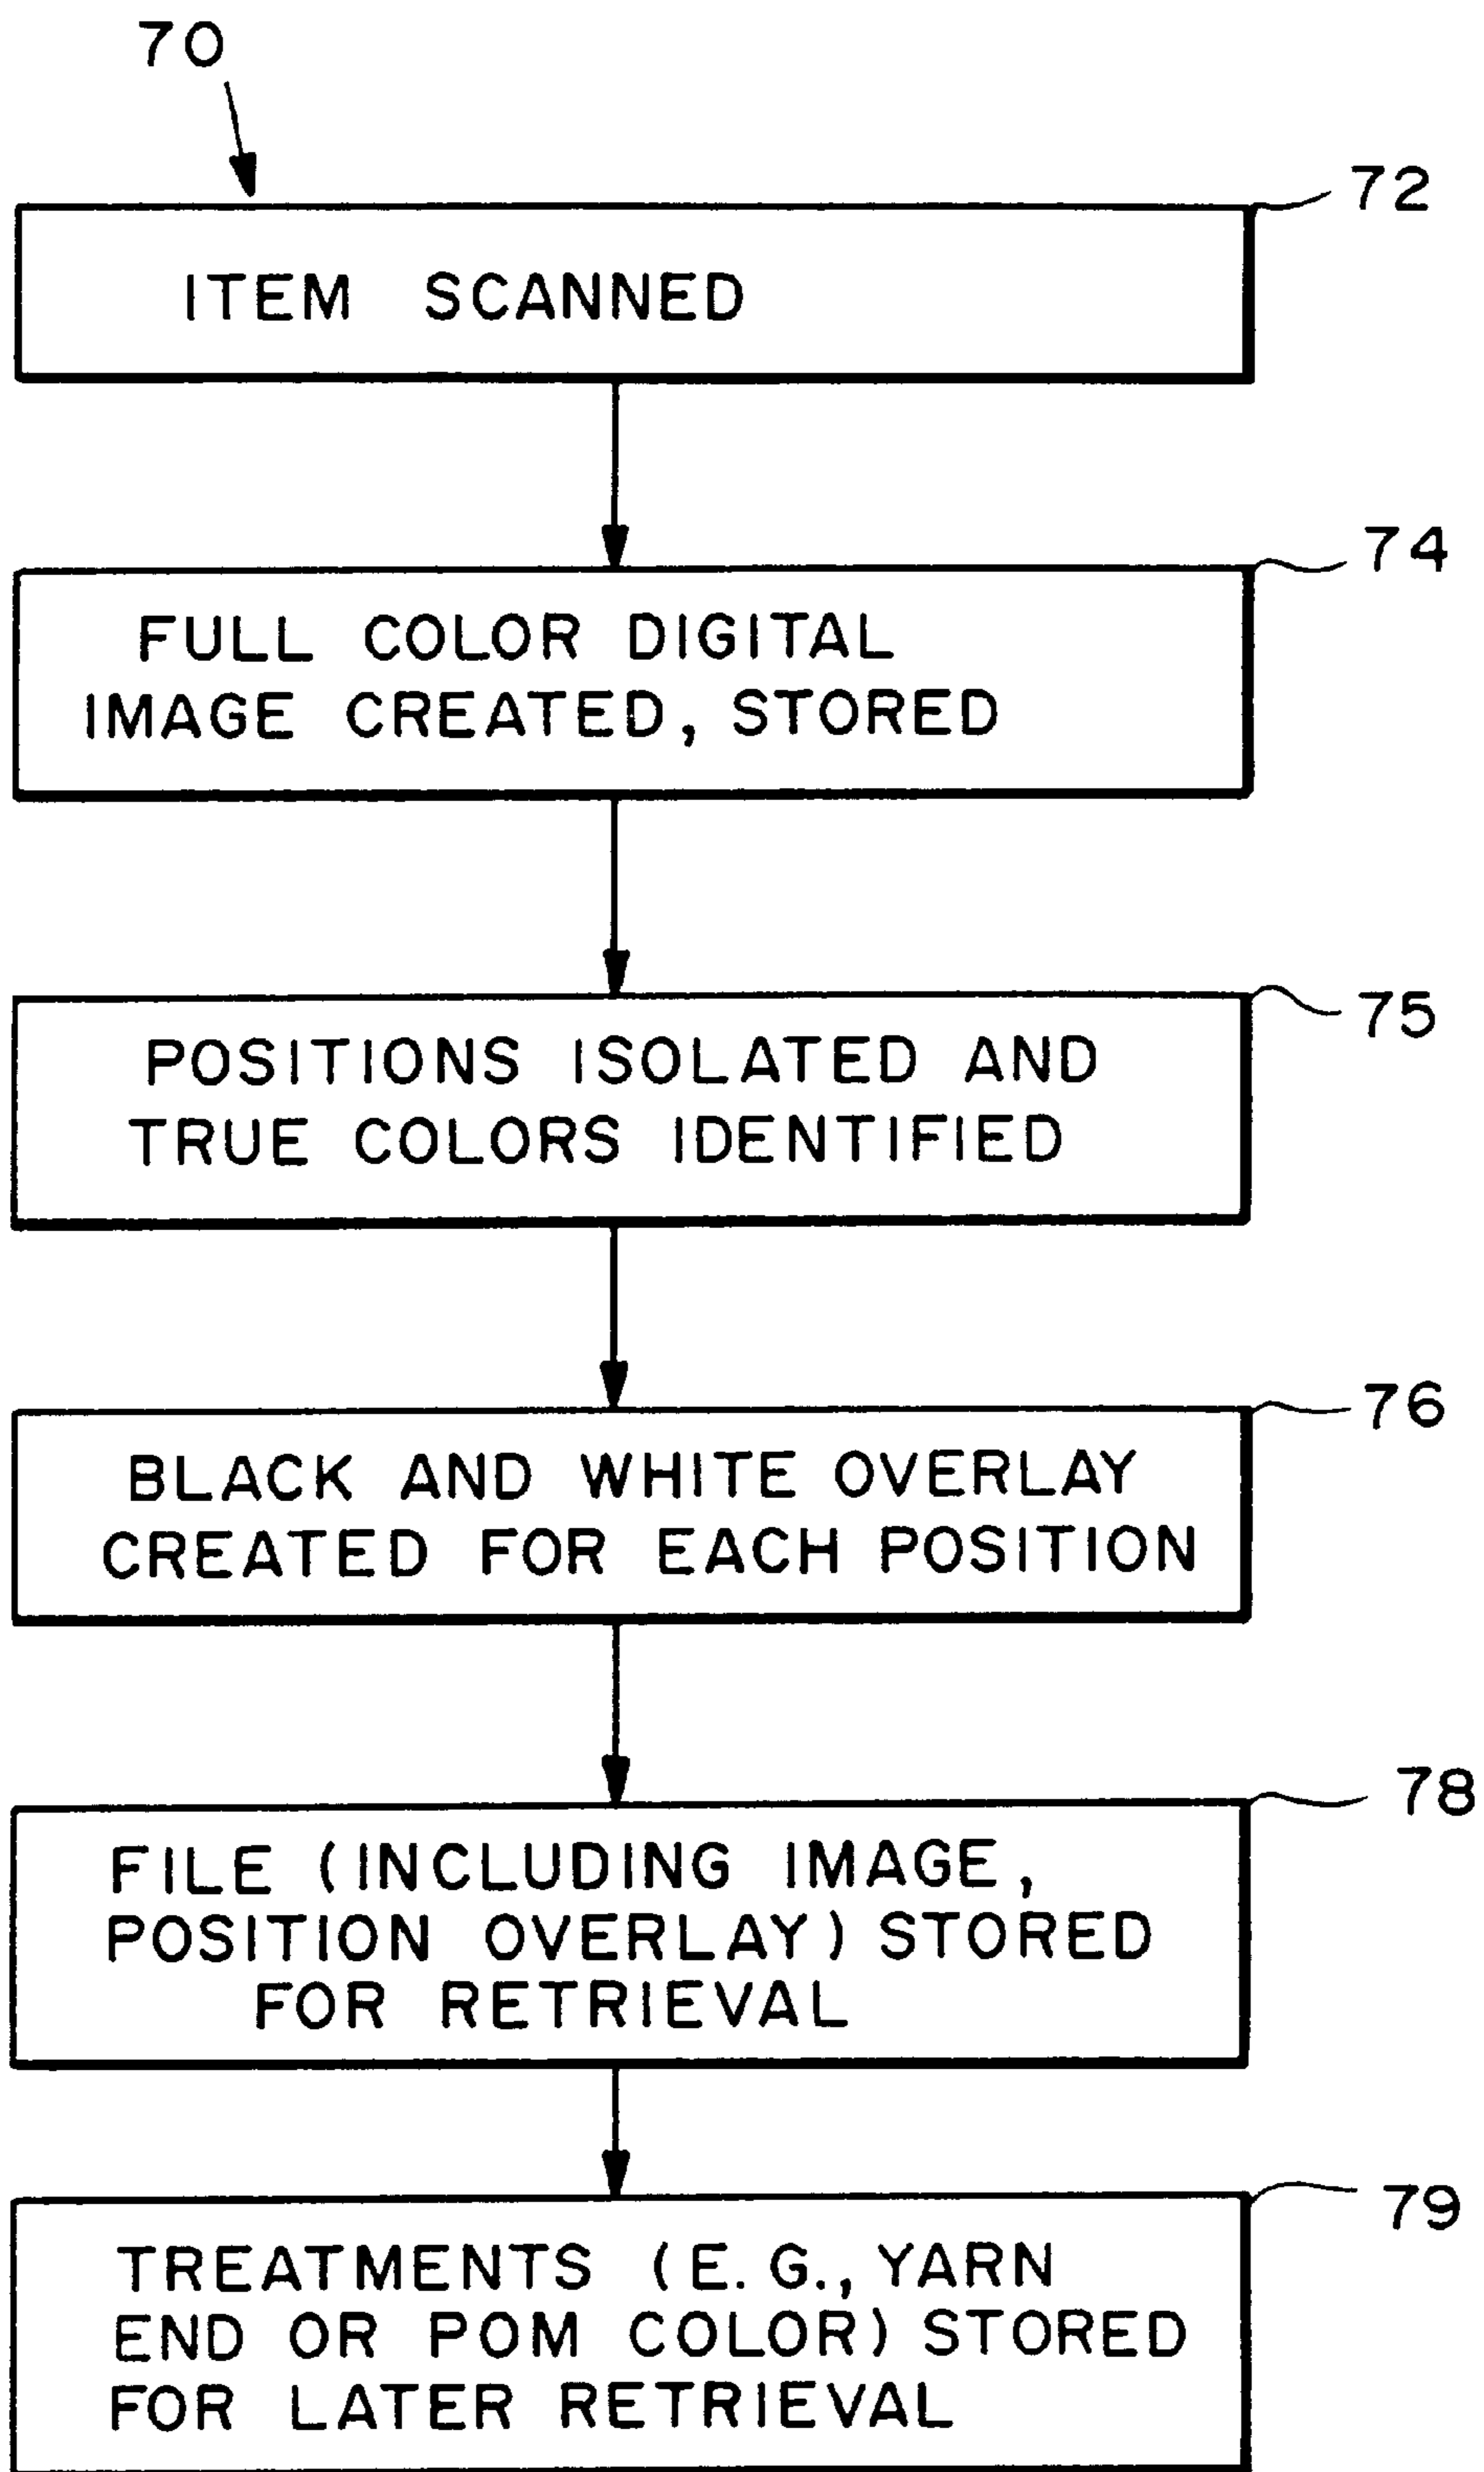 70
72
ITEM SCANNED
74
FULL COLOR DIGITAL
IMAGE CREATED, STORED
75
POSITIONS ISOLATED AND
TRUE COLORS IDENTIFIED
76
BLACK AND WHITE OVERLAY
CREATED FOR EACH POSITION
78
FILE (INCLUDING IMAGE,
POSITION OVERLAY) STORED
FOR RETRIEVAL
79
TREATMENTS (E.G., YARN
END OR POM COLOR) STORED
FOR LATER RETRIEVAL